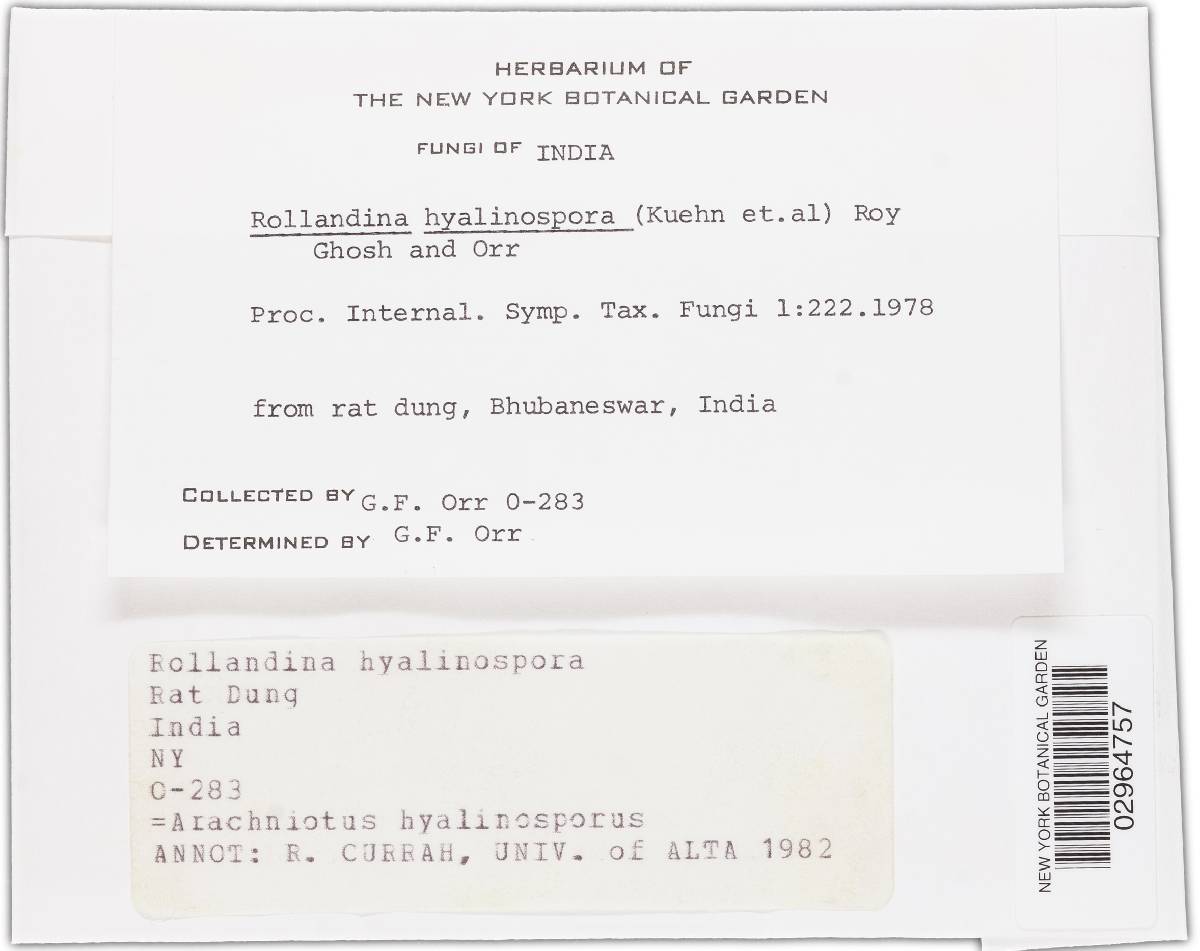 HERBARIUM OF
THE NEW YORK BOTANICAL GARDEN
FUNGI OF INDIA
Rollandina hyalinospora (Kuehn et.al) Roy
Ghosh and Orr
Proc. Internal. Symp. Tax. Fungi 1:222.1978
from rat dung, Bhubaneswar, India
COLLECTED BY G.F. Orr O-283
DETERMINED BY G.F. Orr
Rollandina hyalinospora
Rat Dung
India
NY
O-283
=Arachniotus hyalinosporus
ANNOT: R. CURRAH, UNIV. of ALTA 1982
NEW YORK BOTANICAL GARDEN
02964757